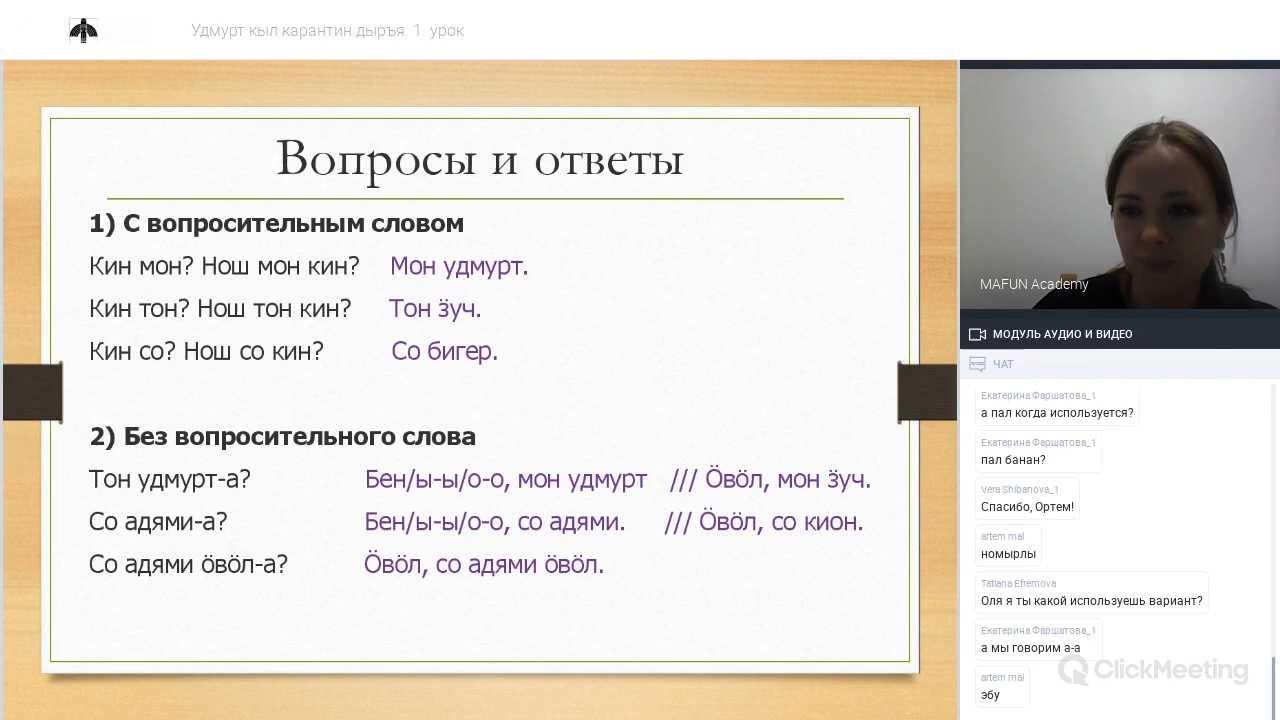 Удмурт кыл карантин дыръя. 1. урок
Вопросы и ответы
1) С вопросительным словом
Кин мон? Нош мон кин? Мон удмурт.
Кин тон? Нош тон кин? Тон ӟуч.
Кин со? Нош со кин? Со бигер.
2) Без вопросительного слова
Тон удмурт-а? Бен/ы-ы/о-о, мон удмурт /// Ӧвӧл, мон ӟуч.
Со адями-а? Бен/ы-ы/о-о, со адями. /// Ӧвӧл, со кион.
Со адями ӧвӧл-а? Ӧвӧл, со адями ӧвӧл.
MAFUN Academy
МОДУЛЬ АУДИО И ВИДЕО
ЧАТ
Екатерина Фаршатова_1
а пал когда используется?
Екатерина Фаршатова_1
пал банан?
Vera Shibanova_1
Спасибо, Ортем!
artem mal
номырлы
Tatiana Efremova
Оля я ты какой используешь вариант?
Екатерина Фаршатова_1
а мы говорим а-а
artem mal
эбу
ClickMeeting